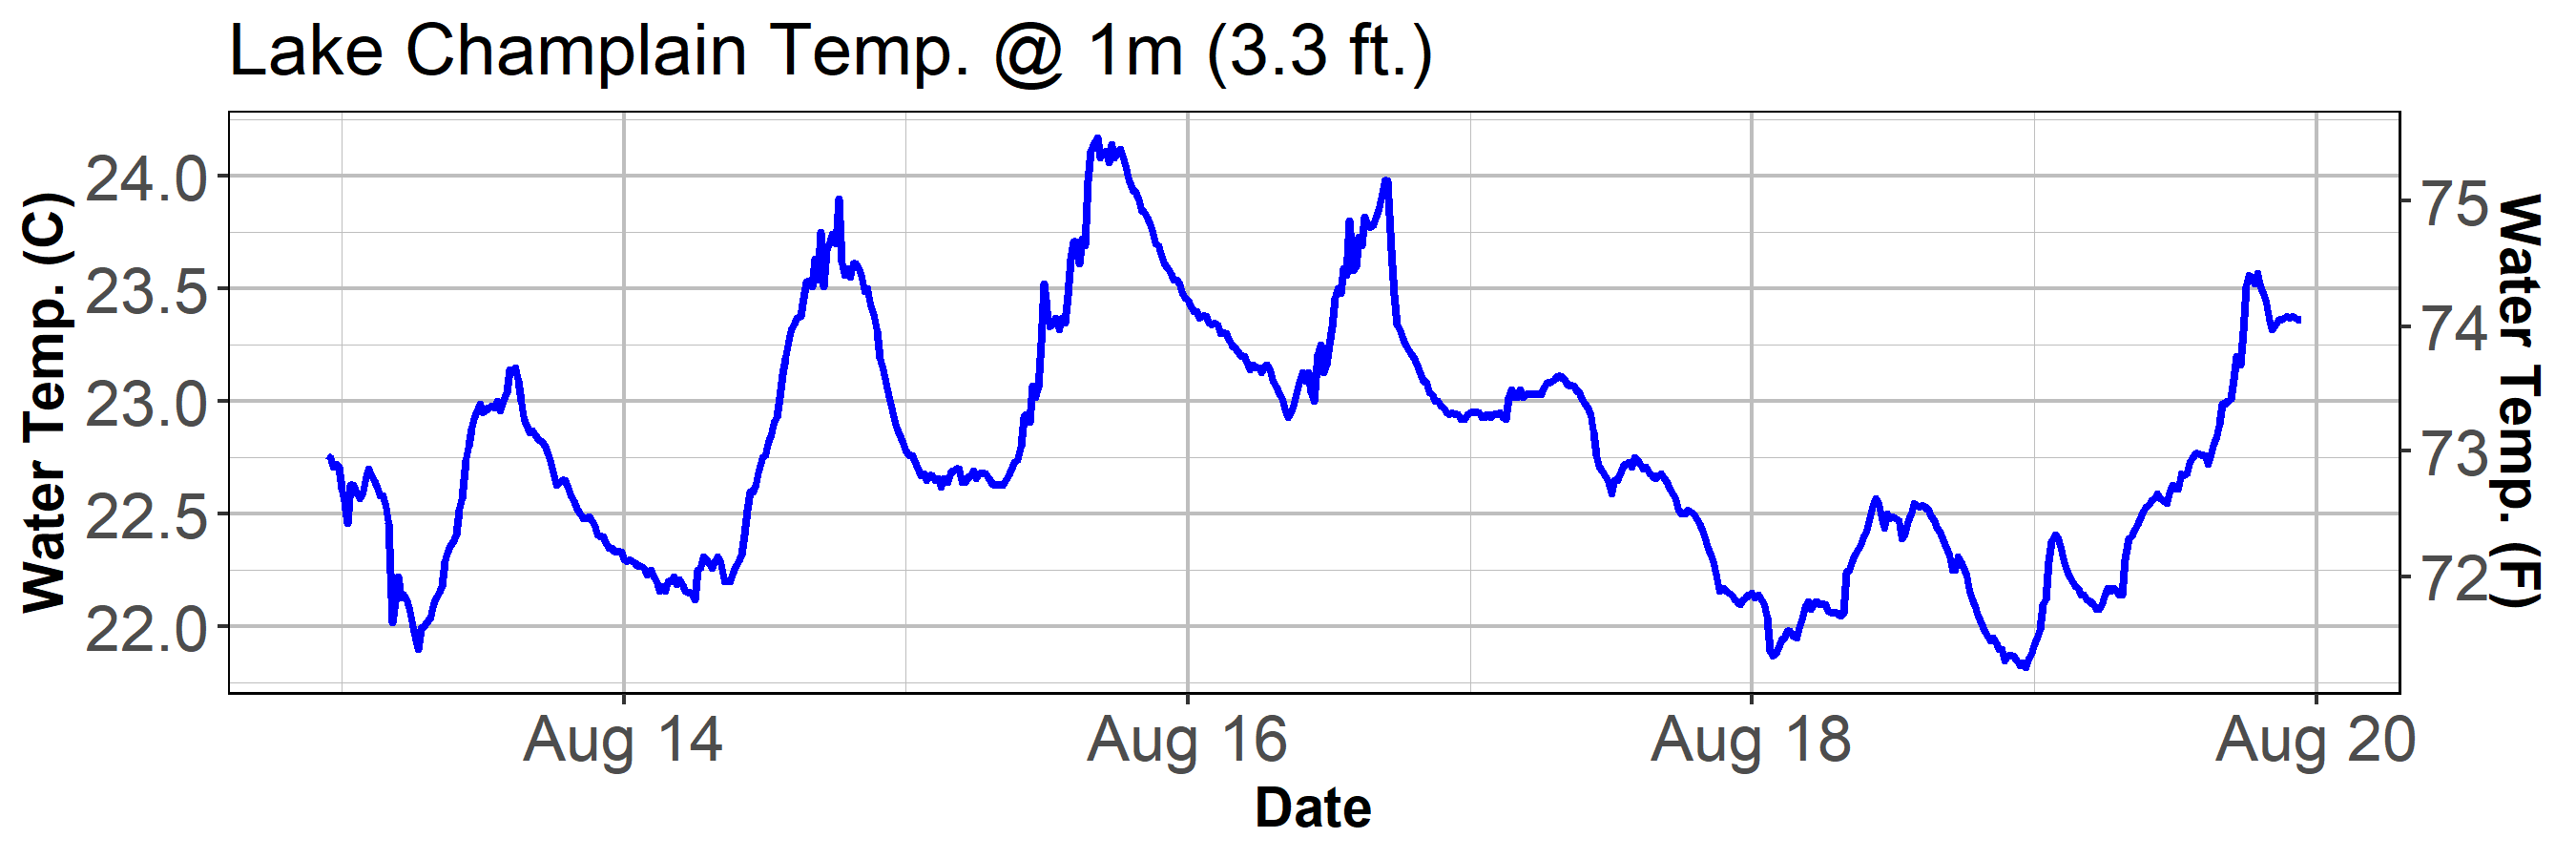 Lake Champlain Temp. @ 1m (3.3 ft.)
Water Temp. (C)
24.0
23.5
23.0
22.5
22.0
75
74
73
72
Water Temp. (F)
Aug 14 Aug 16 Aug 18 Aug 20
Date